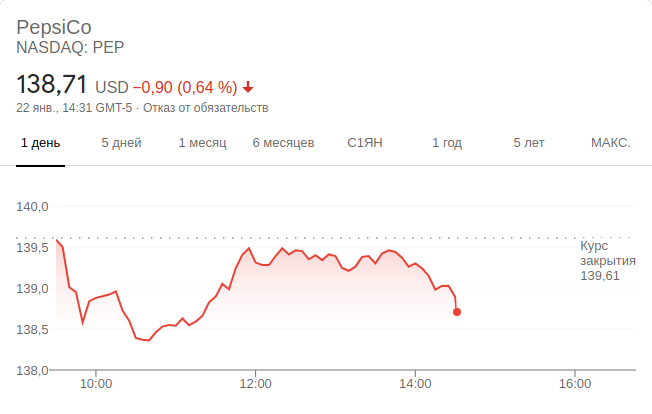 PepsiCo
NASDAQ: PEP
138,71 USD −0,90 (0,64 %)
22 янв., 14:31 GMT-5 · Отказ от обязательств
1 день 5 дней 1 месяц 6 месяцев С1ЯН 1 год 5 лет МАКС.
140,0
139,5
139,0
138,5
138,0
Курс
закрытия
139,61
10:00 12:00 14:00 16:00